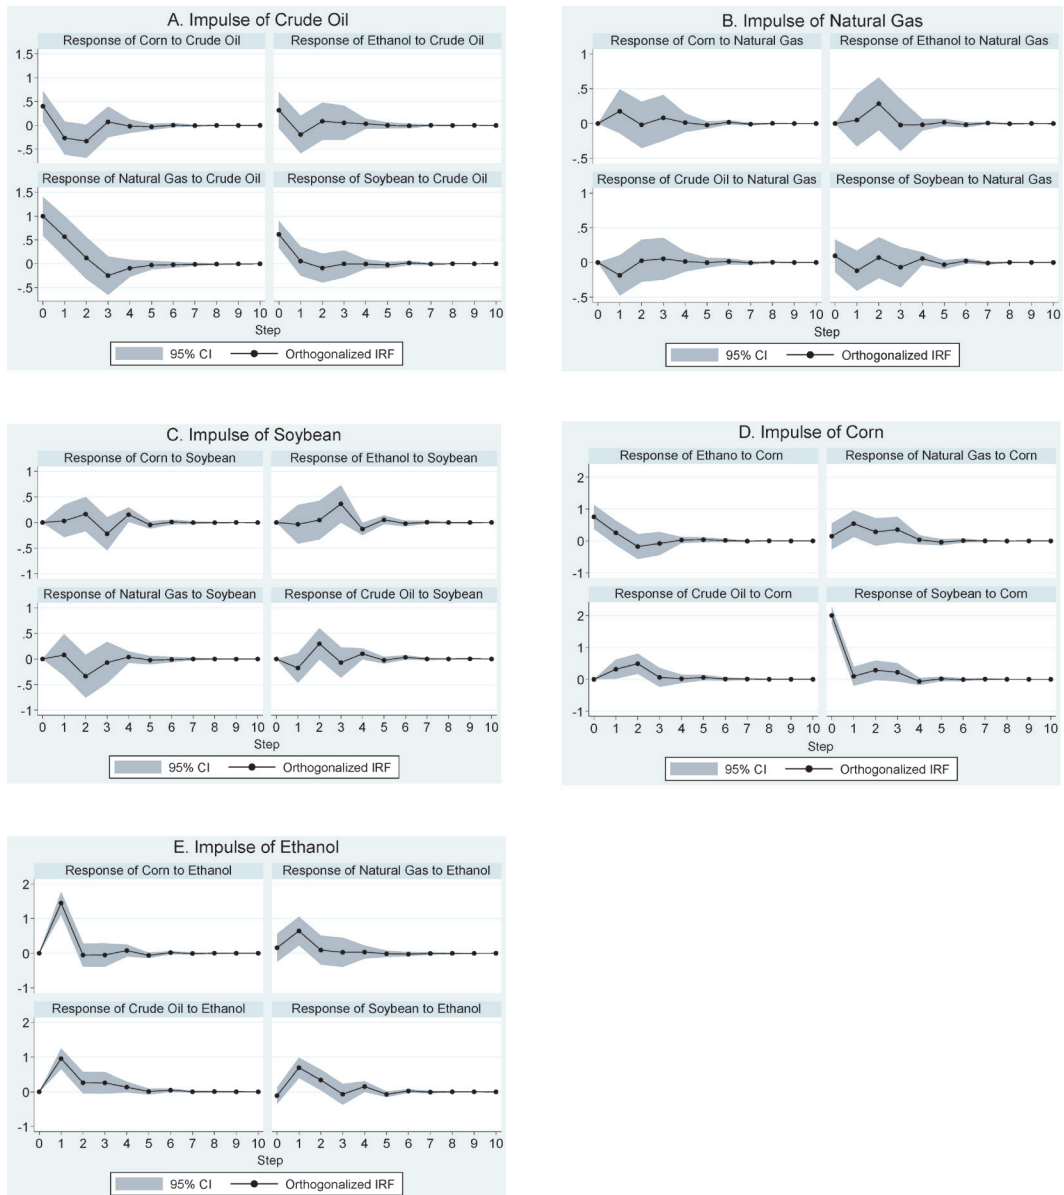 A. Impulse of Crude Oil
Response of Corn to Crude Oil Response of Ethanol to Crude Oil
1.5
1
.5
0
-.5
Response of Natural Gas to Crude Oil Response of Soybean to Crude Oil
1.5
1
.5
0
-.5
0 1 2 3 4 5 6 7 8 9 10 0 1 2 3 4 5 6 7 8 9 10
Step
95% CI Orthogonalized IRF
B. Impulse of Natural Gas
Response of Corn to Natural Gas Response of Ethanol to Natural Gas
1
.5
0
-.5
Response of Crude Oil to Natural Gas Response of Soybean to Natural Gas
1
.5
0
-.5
0 1 2 3 4 5 6 7 8 9 10 0 1 2 3 4 5 6 7 8 9 10
Step
95% CI Orthogonalized IRF
C. Impulse of Soybean
Response of Corn to Soybean Response of Ethanol to Soybean
1
.5
0
-.5
-1
Response of Natural Gas to Soybean Response of Crude Oil to Soybean
1
.5
0
-.5
-1
0 1 2 3 4 5 6 7 8 9 10 0 1 2 3 4 5 6 7 8 9 10
Step
95% CI Orthogonalized IRF
D. Impulse of Corn
Response of Ethano to Corn Response of Natural Gas to Corn
2
1
0
-1
Response of Crude Oil to Corn Response of Soybean to Corn
2
1
0
-1
0 1 2 3 4 5 6 7 8 9 10 0 1 2 3 4 5 6 7 8 9 10
Step
95% CI Orthogonalized IRF
E. Impulse of Ethanol
Response of Corn to Ethanol Response of Natural Gas to Ethanol
2
1
0
-1
Response of Crude Oil to Ethanol Response of Soybean to Ethanol
2
1
0
-1
0 1 2 3 4 5 6 7 8 9 10 0 1 2 3 4 5 6 7 8 9 10
Step
95% CI Orthogonalized IRF